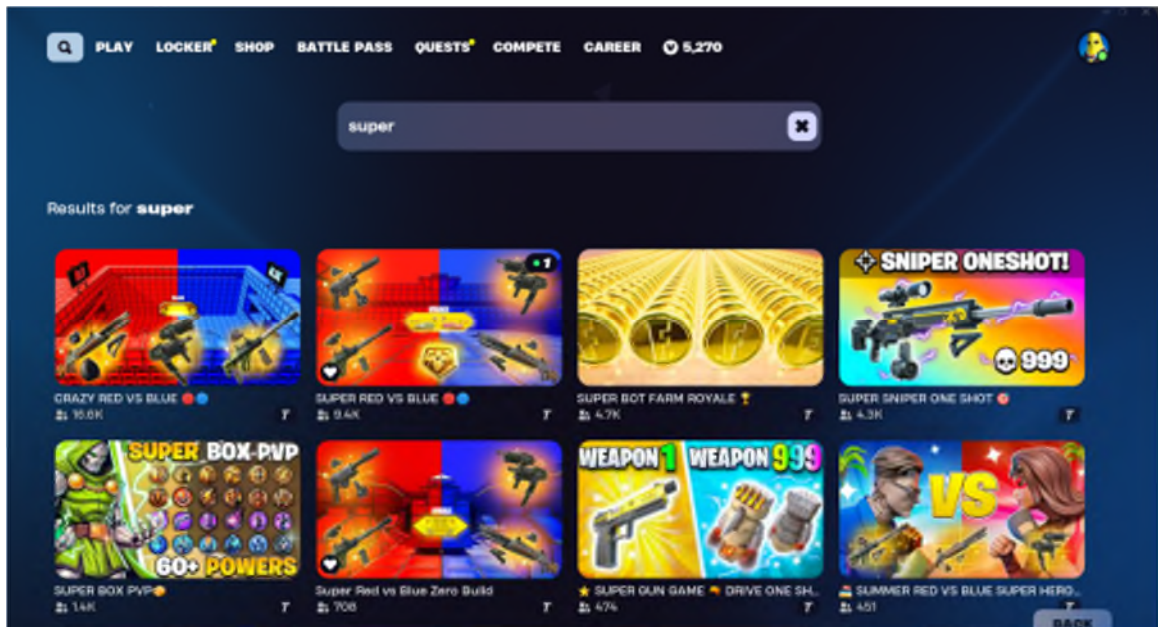 PLAY LOCKER SHOP BATTLE PASS QUESTS COMPETE CAREER 5,270
super
Results for super
1
SNIPER ONESHOT!
999
CRAZY RED VS BLUE 🔴🔵
SUPER RED VS BLUE 🔴🔵
SUPER BOT FARM ROYALE 🏆
SUPER SNIPER ONE SHOT 🎯
16.6K T
9.4K T
4.7K T
4.3K T
SUPER BOX PVP
60+ POWERS
WEAPON 1 WEAPON 999
VS
SUPER BOX PVP
Super Red vs Blue Zero Build
⭐ SUPER GUN GAME 🔫 DRIVE ONE SH...
SUMMER RED VS BLUE SUPER HERO...
1.4K T
708 T
474 T
451 T
BACK